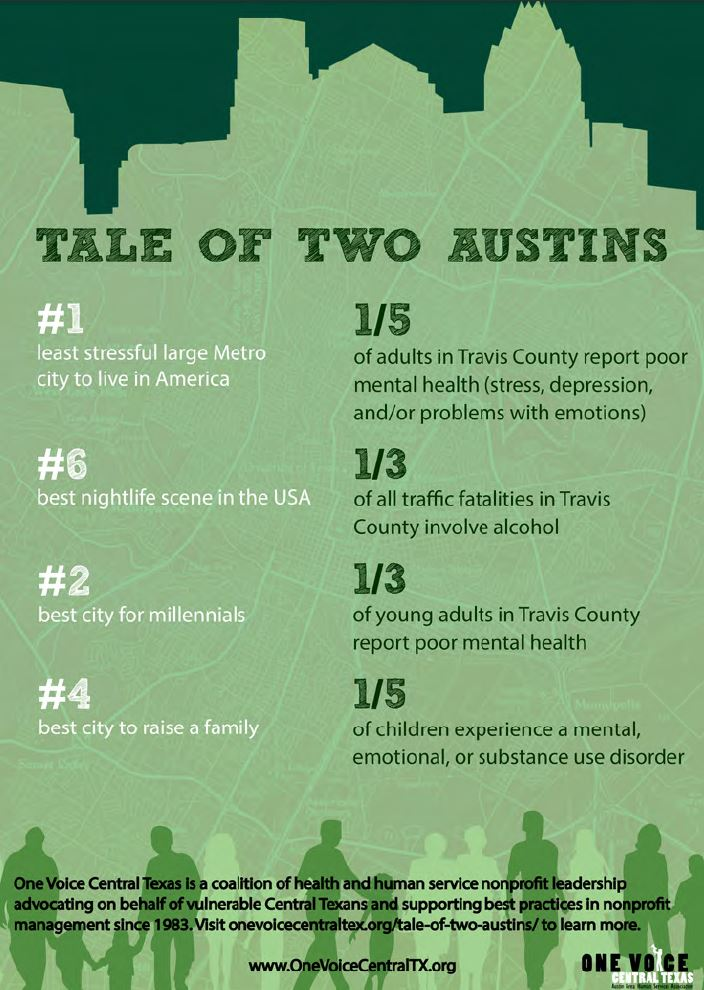 TALE OF TWO AUSTINS
#1
least stressful large Metro
city to live in America
1/5
of adults in Travis County report poor
mental health (stress, depression,
and/or problems with emotions)
#6
best nightlife scene in the USA
1/3
of all traffic fatalities in Travis
County involve alcohol
#2
best city for millennials
1/3
of young adults in Travis County
report poor mental health
#4
best city to raise a family
1/5
of children experience a mental,
emotional, or substance use disorder
One Voice Central Texas is a coalition of health and human service nonprofit leadership
advocating on behalf of vulnerable Central Texans and supporting best practices in nonprofit
management since 1983. Visit onevoicecentraltex.org/tale-of-two-austins/ to learn more.
www.OneVoiceCentralTX.org
ONE VOICE
CENTRAL TEXAS
Austin Area Human Services Association